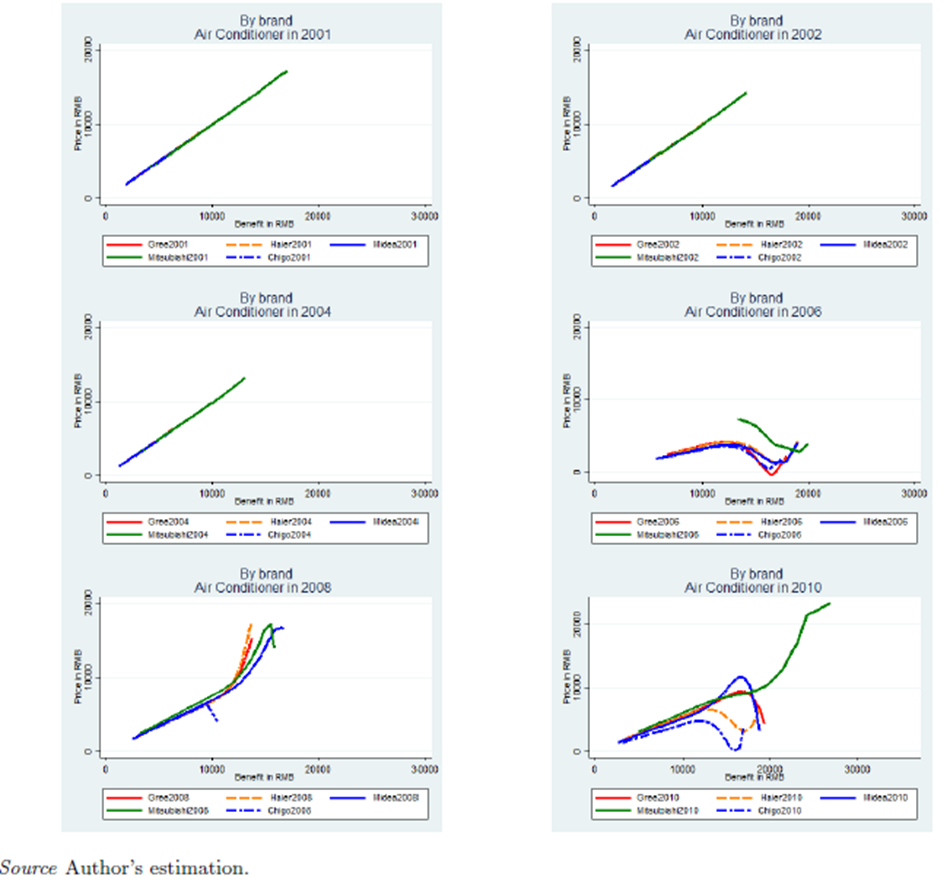 By brand
Air Conditioner in 2001
20000
10000
0
Price in RMB
0 10000 20000 30000
Benefit in RMB
Gree2001 Haier2001 Midea2001
Mitsubishi2001 Chigo2001
By brand
Air Conditioner in 2002
20000
10000
0
Price in RMB
0 10000 20000 30000
Benefit in RMB
Gree2002 Haier2002 Midea2002
Mitsubishi2002 Chigo2002
By brand
Air Conditioner in 2004
20000
10000
0
Price in RMB
0 10000 20000 30000
Benefit in RMB
Gree2004 Haier2004 Midea2004
Mitsubishi2004 Chigo2004
By brand
Air Conditioner in 2006
20000
10000
0
Price in RMB
0 10000 20000 30000
Benefit in RMB
Gree2006 Haier2006 Midea2006
Mitsubishi2006 Chigo2006
By brand
Air Conditioner in 2008
20000
10000
0
Price in RMB
0 10000 20000 30000
Benefit in RMB
Gree2008 Haier2008 Midea2008
Mitsubishi2008 Chigo2008
By brand
Air Conditioner in 2010
20000
10000
0
Price in RMB
0 10000 20000 30000
Benefit in RMB
Gree2010 Haier2010 Midea2010
Mitsubishi2010 Chigo2010
Source Author's estimation.